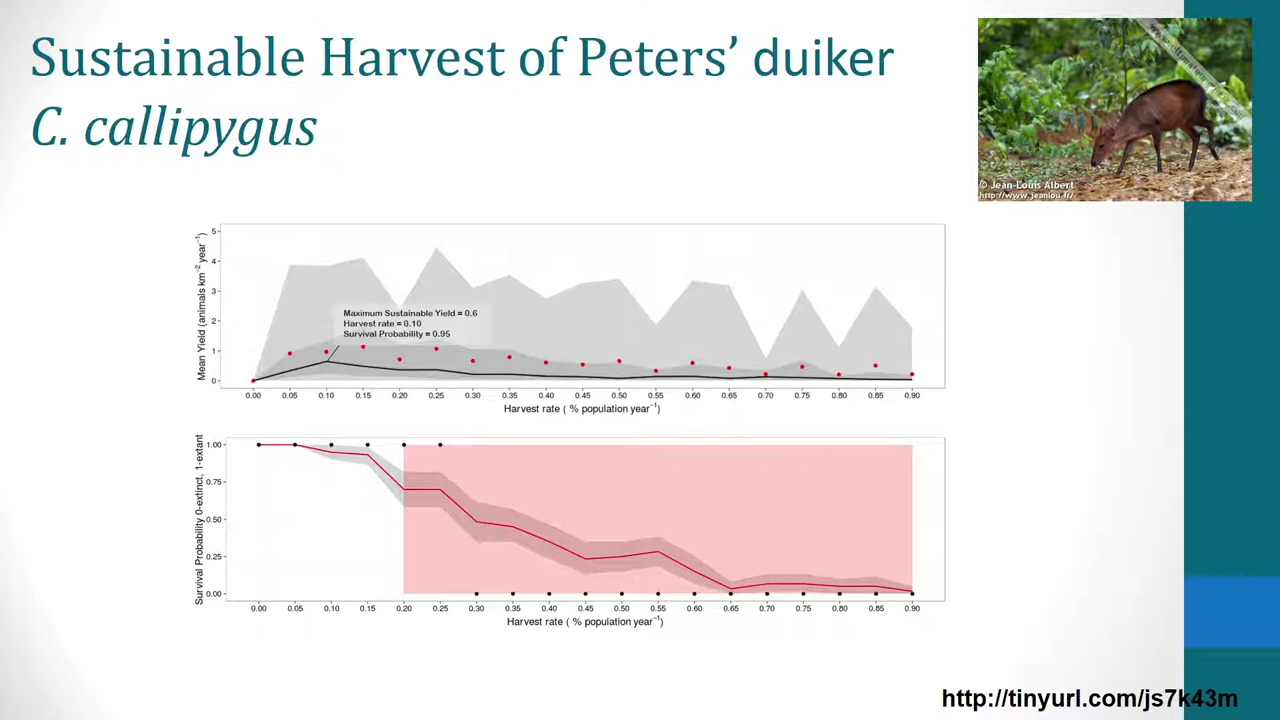 Sustainable Harvest of Peters’ duiker
C. callipygus
© Jean-Louis Albert
http://www.jeanlou.fr/
Mean Yield (animals km⁻² year⁻¹)
5
4
3
2
1
0
Maximum Sustainable Yield = 0.6
Harvest rate = 0.10
Survival Probability = 0.95
0.00 0.05 0.10 0.15 0.20 0.25 0.30 0.35 0.40 0.45 0.50 0.55 0.60 0.65 0.70 0.75 0.80 0.85 0.90
Harvest rate ( % population year⁻¹)
Survival Probability 0-extinct, 1-extant
1.00
0.75
0.50
0.25
0.00
0.00 0.05 0.10 0.15 0.20 0.25 0.30 0.35 0.40 0.45 0.50 0.55 0.60 0.65 0.70 0.75 0.80 0.85 0.90
Harvest rate ( % population year⁻¹)
http://tinyurl.com/js7k43m